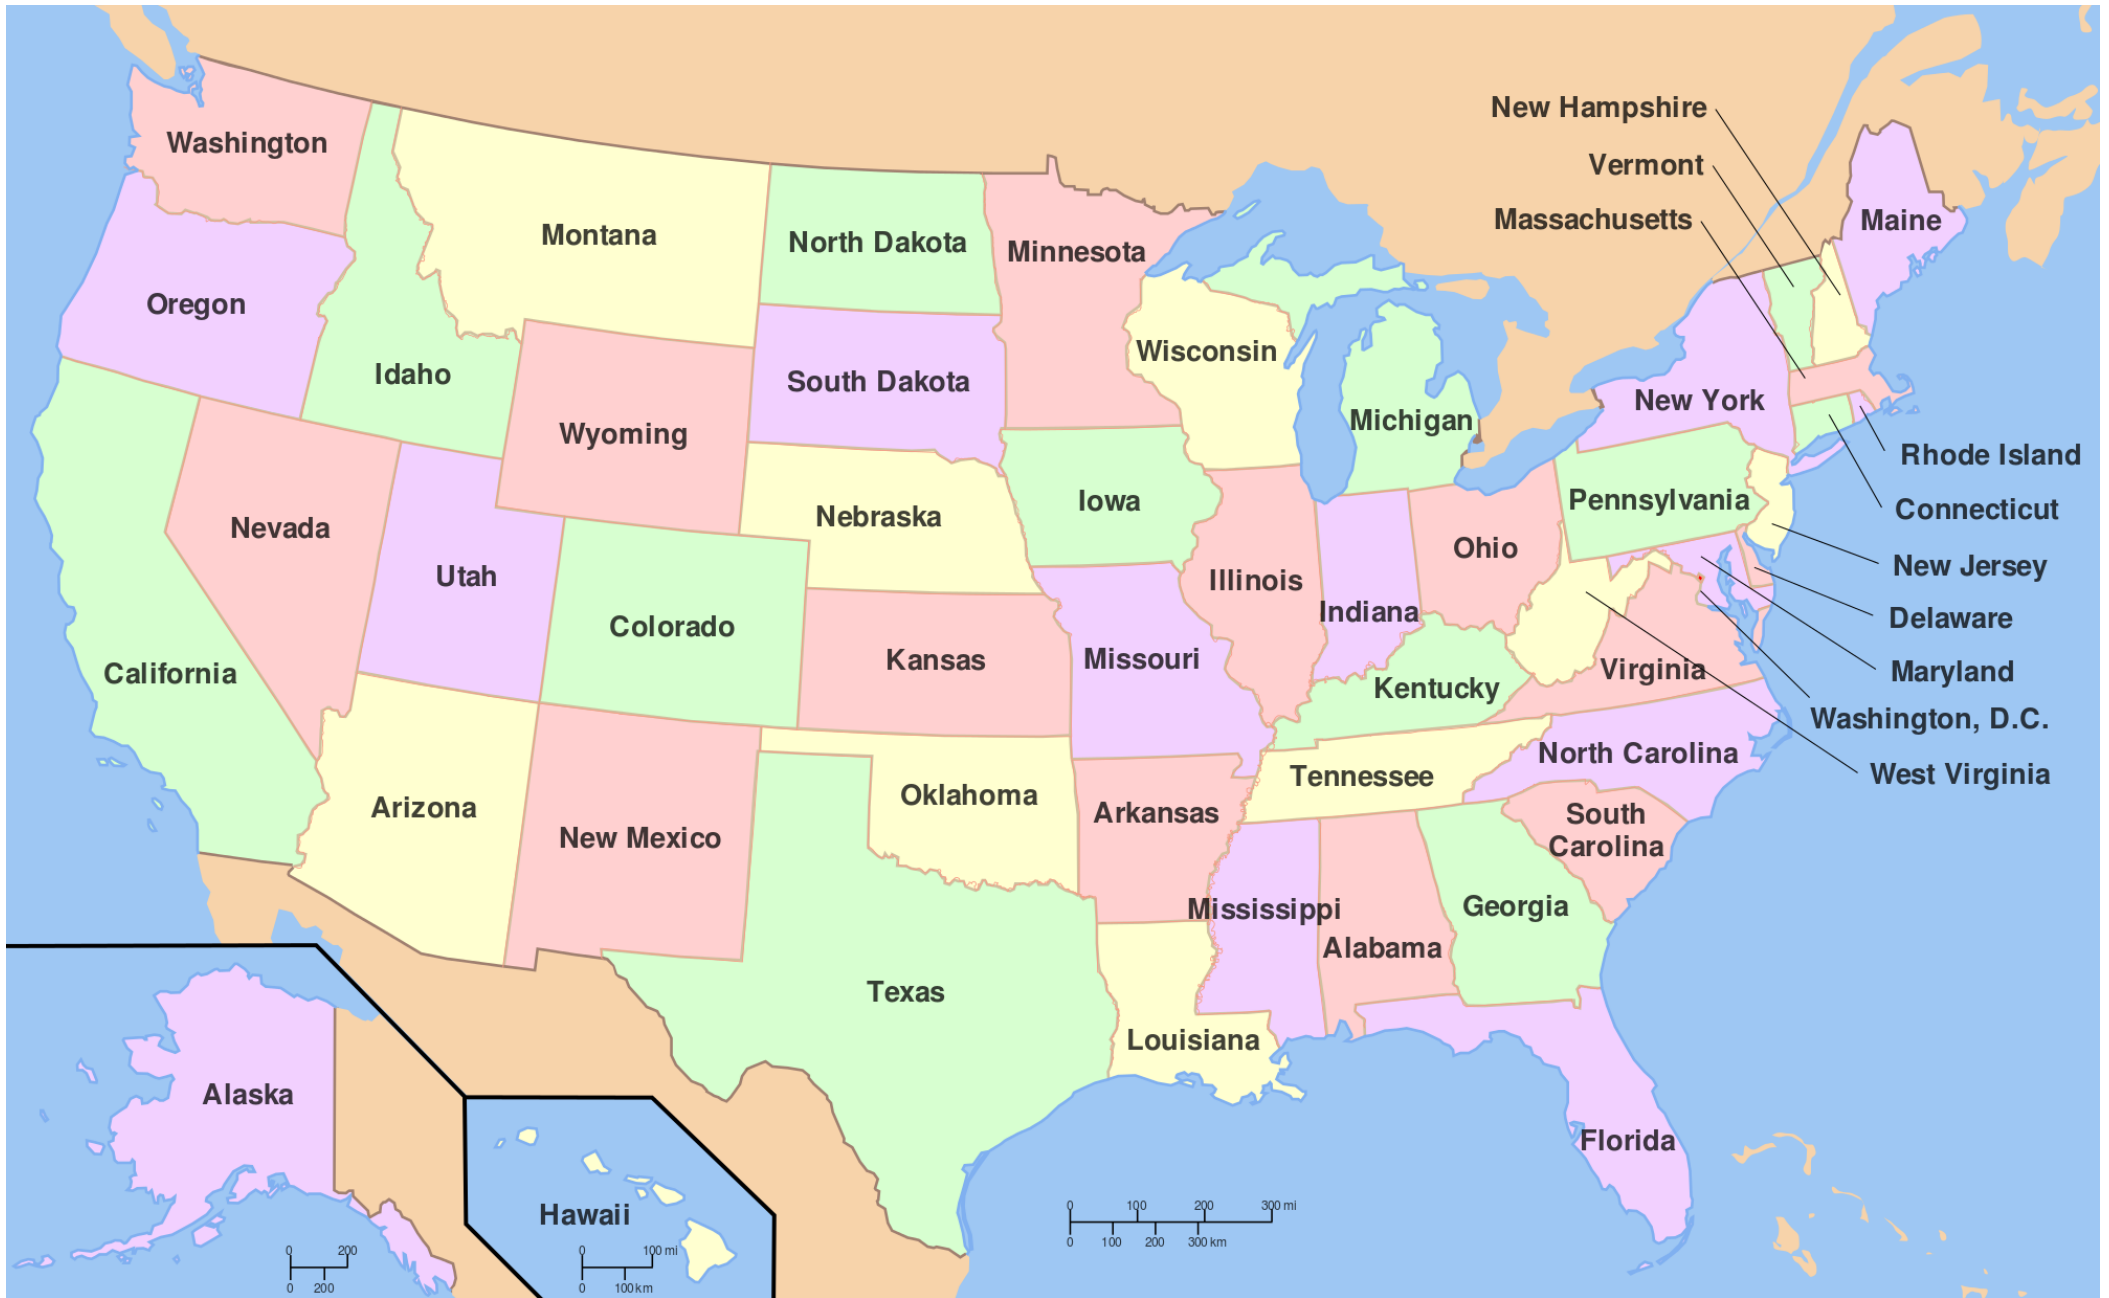 New Hampshire
Vermont
Massachusetts
Washington
Montana
North Dakota
Minnesota
Maine
Oregon
Idaho
Wyoming
South Dakota
Wisconsin
Michigan
New York
Rhode Island
Connecticut
Nevada
Utah
Nebraska
Iowa
Illinois
Indiana
Ohio
Pennsylvania
New Jersey
Delaware
Maryland
Washington, D.C.
West Virginia
California
Colorado
Kansas
Missouri
Kentucky
Virginia
Arizona
New Mexico
Oklahoma
Arkansas
Tennessee
North Carolina
South
Carolina
Texas
Louisiana
Mississippi
Alabama
Georgia
Florida
Alaska
0 200
0 200
Hawaii
0 100 mi
0 100 km
0 100 200 300 mi
0 100 200 300 km